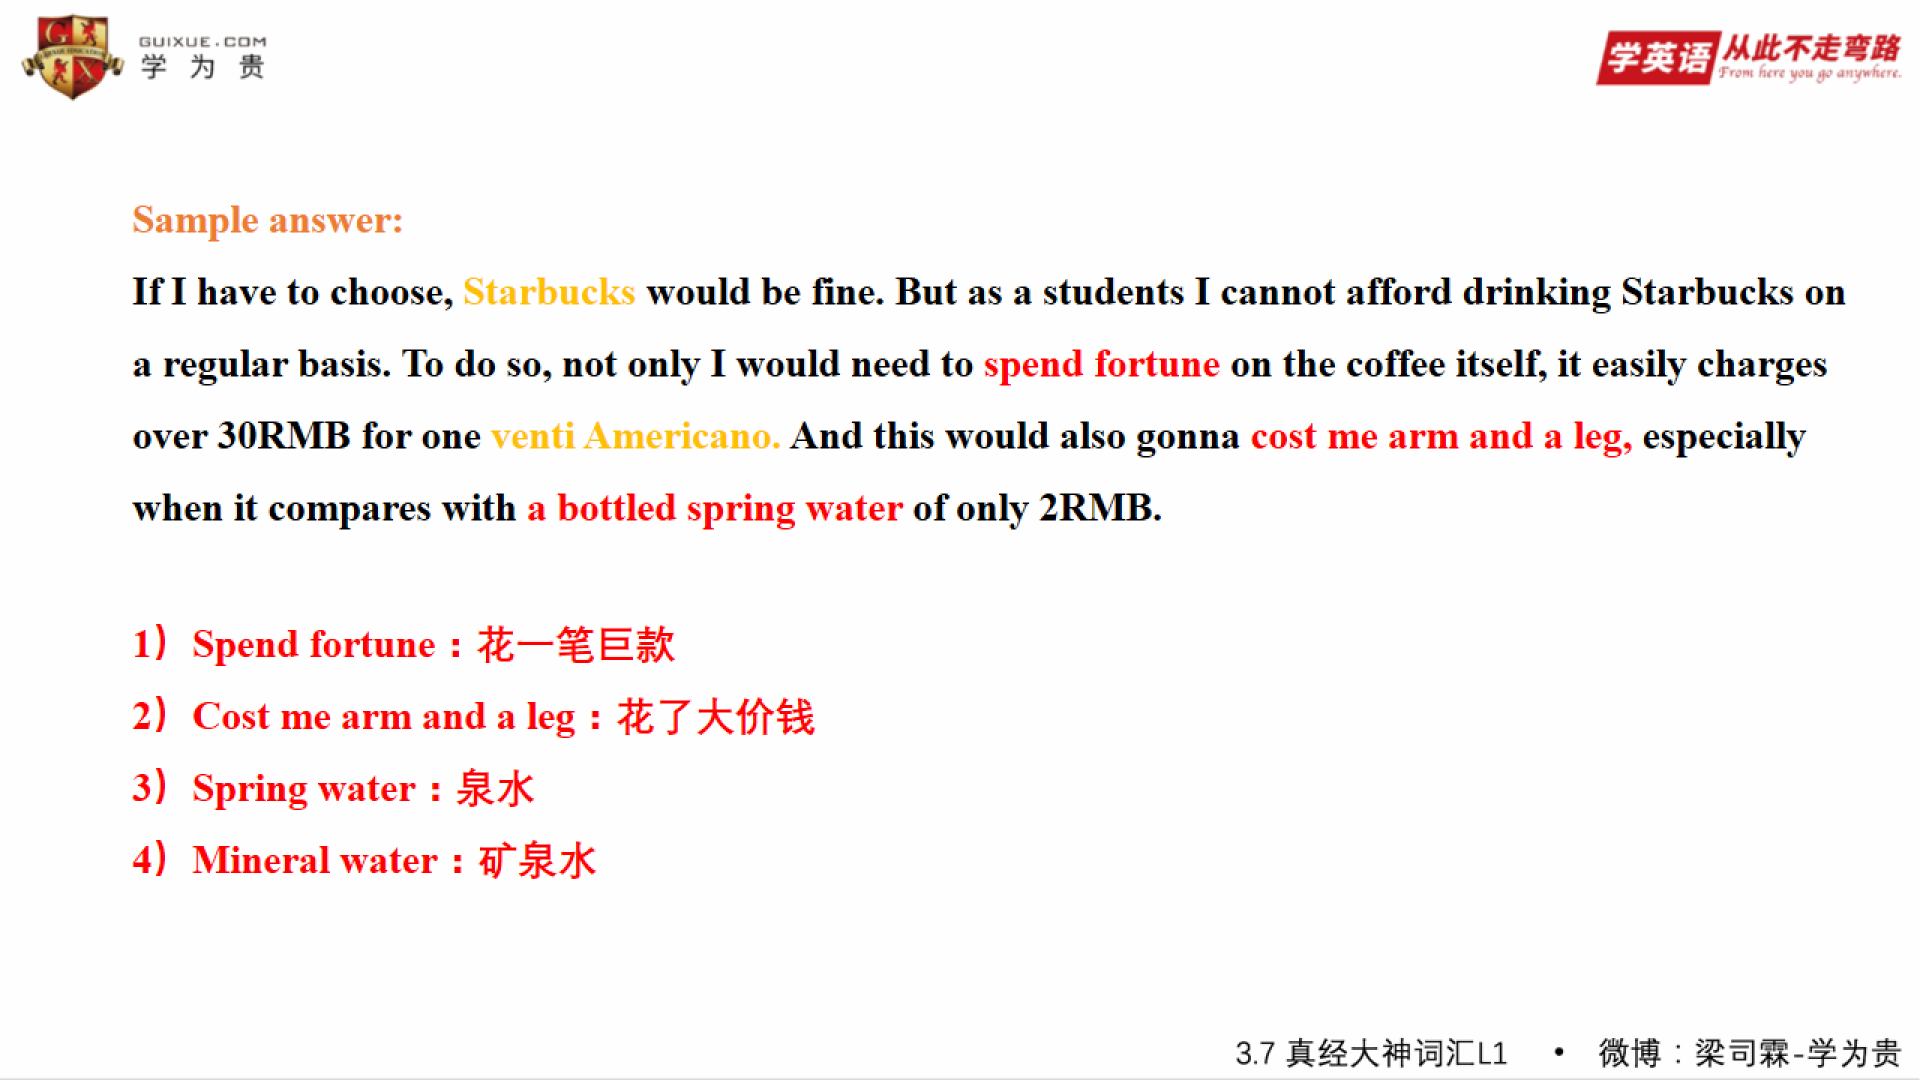 GUIXUE.COM
学为贵
学英语 从此不走弯路
From here you go anywhere.
Sample answer:
If I have to choose, Starbucks would be fine. But as a students I cannot afford drinking Starbucks on
a regular basis. To do so, not only I would need to spend fortune on the coffee itself, it easily charges
over 30RMB for one venti Americano. And this would also gonna cost me arm and a leg, especially
when it compares with a bottled spring water of only 2RMB.
1）Spend fortune：花一笔巨款
2）Cost me arm and a leg：花了大价钱
3）Spring water：泉水
4）Mineral water：矿泉水
3.7 真经大神词汇L1 • 微博：梁司霖-学为贵